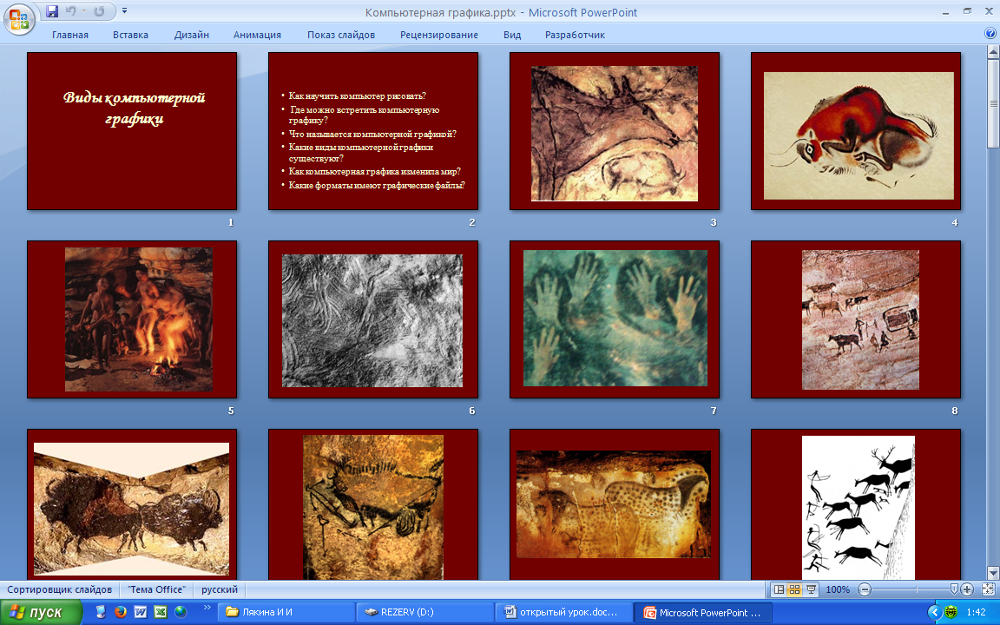 Компьютерная графика.pptx - Microsoft PowerPoint
Главная Вставка Дизайн Анимация Показ слайдов Рецензирование Вид Разработчик
Виды компьютерной
графики
1
• Как научить компьютер рисовать?
• Где можно встретить компьютерную
графику?
• Что называется компьютерной графикой?
• Какие виды компьютерной графики
существуют?
• Как компьютерная графика изменила мир?
• Какие форматы имеют графические файлы?
2
3
4
5
6
7
8
Сортировщик слайдов "Тема Office" русский 100%
пуск » Лякина И И REZERV (D:) открытый урок.doc... Microsoft PowerPoint ... 1:42